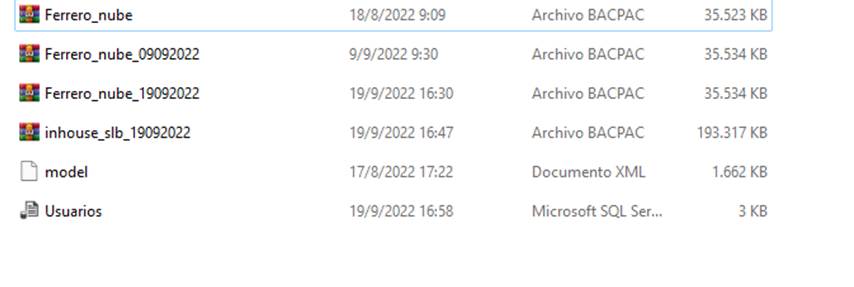 Ferrero_nube 18/8/2022 9:09 Archivo BACPAC 35.523 KB
Ferrero_nube_09092022 9/9/2022 9:30 Archivo BACPAC 35.534 KB
Ferrero_nube_19092022 19/9/2022 16:30 Archivo BACPAC 35.534 KB
inhouse_slb_19092022 19/9/2022 16:47 Archivo BACPAC 193.317 KB
model 17/8/2022 17:22 Documento XML 1.662 KB
Usuarios 19/9/2022 16:58 Microsoft SQL Ser... 3 KB